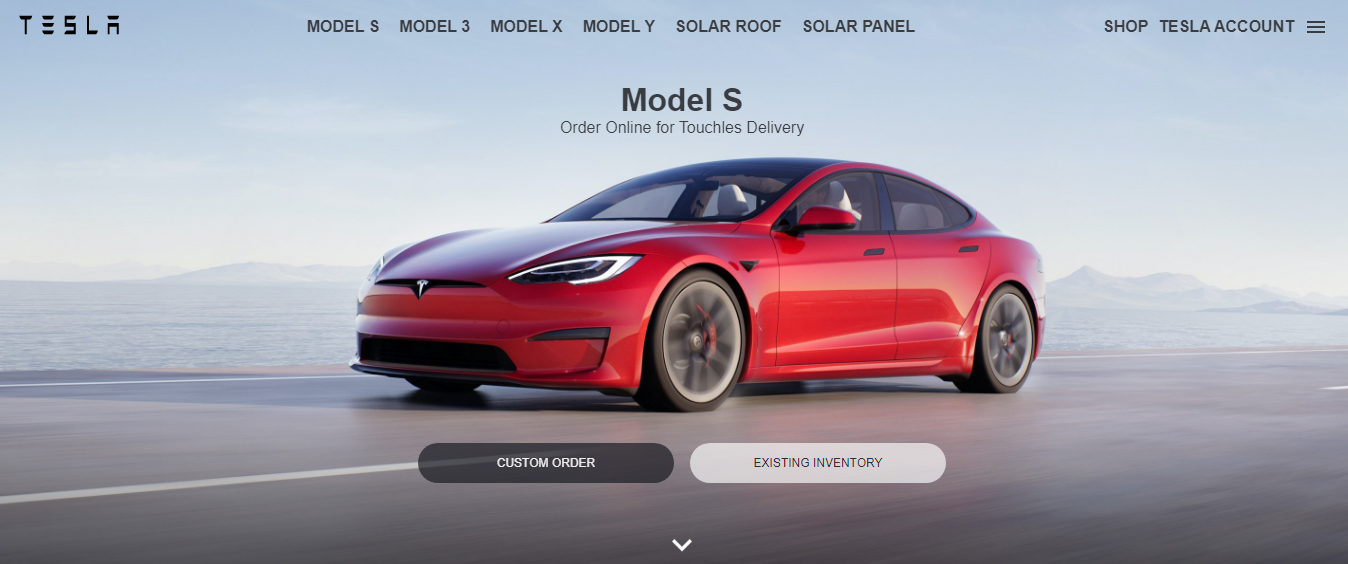 TESLA MODEL S MODEL 3 MODEL X MODEL Y SOLAR ROOF SOLAR PANEL SHOP TESLA ACCOUNT
Model S
Order Online for Touchles Delivery
CUSTOM ORDER EXISTING INVENTORY